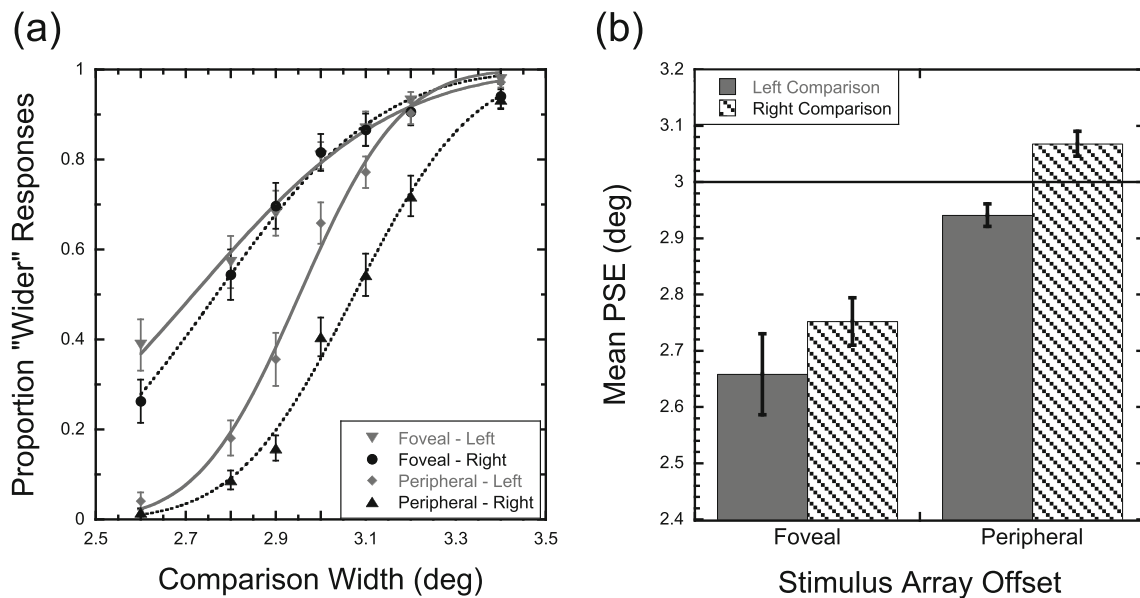 (a)
Proportion "Wider" Responses
1
0.8
0.6
0.4
0.2
0
2.5 2.7 2.9 3.1 3.3 3.5
Comparison Width (deg)
Foveal - Left
Foveal - Right
Peripheral - Left
Peripheral - Right
(b)
Mean PSE (deg)
3.2
3.1
3
2.9
2.8
2.7
2.6
2.5
2.4
Left Comparison
Right Comparison
Foveal Peripheral
Stimulus Array Offset